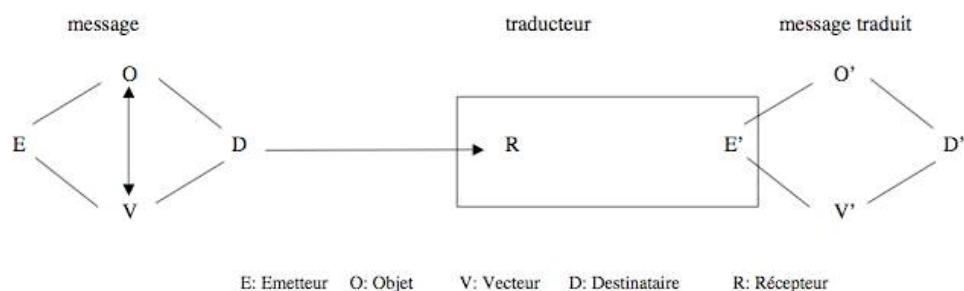 message traducteur message traduit
O O'
E D R E' D'
V V'
E: Emetteur O: Objet V: Vecteur D: Destinataire R: Récepteur